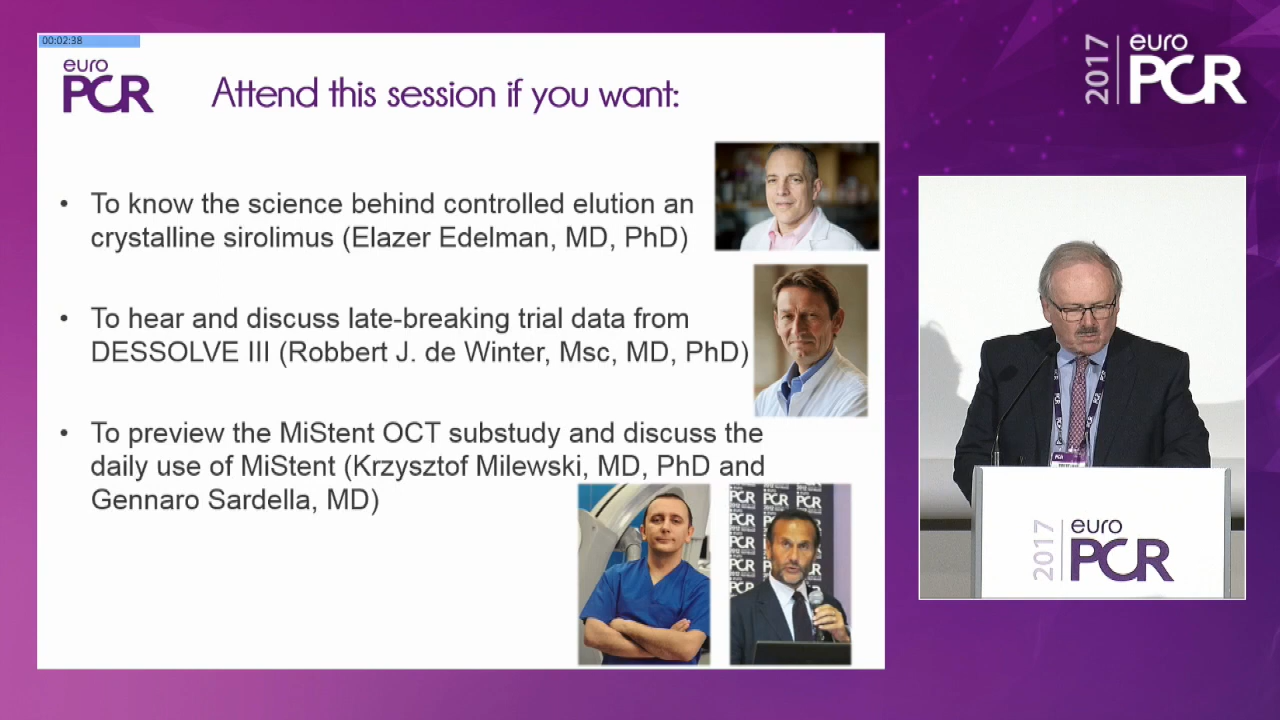 00:02:38
euro
PCR
Attend this session if you want:
• To know the science behind controlled elution an
crystalline sirolimus (Elazer Edelman, MD, PhD)
• To hear and discuss late-breaking trial data from
DESSOLVE III (Robbert J. de Winter, Msc, MD, PhD)
• To preview the MiStent OCT substudy and discuss the
daily use of MiStent (Krzysztof Milewski, MD, PhD and
Gennaro Sardella, MD)
2017
euro
PCR
2017
euro
PCR